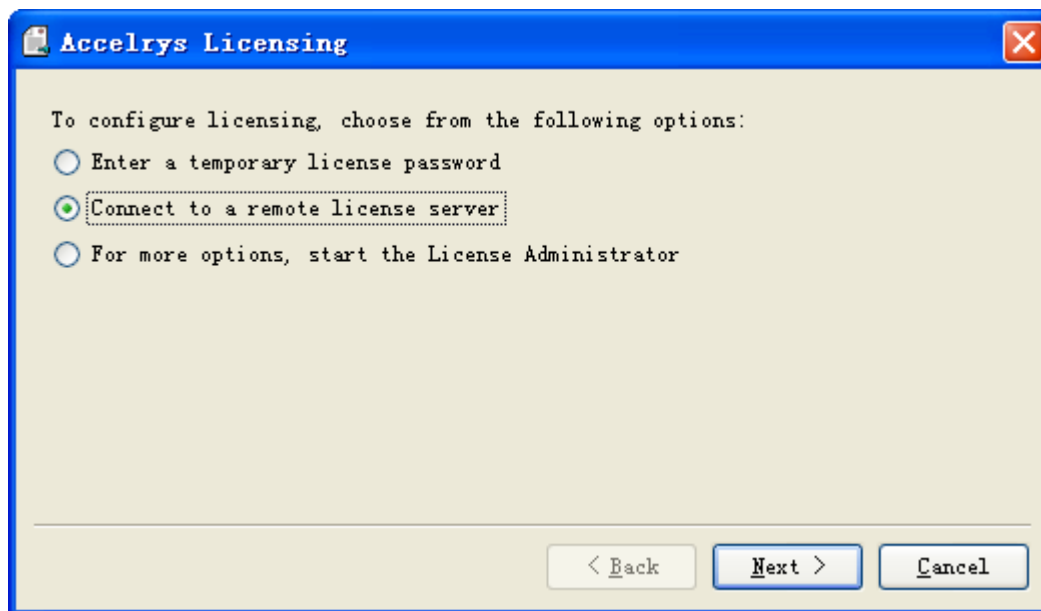 Accelrys Licensing
To configure licensing, choose from the following options:
Enter a temporary license password
Connect to a remote license server
For more options, start the License Administrator
< Back Next > Cancel